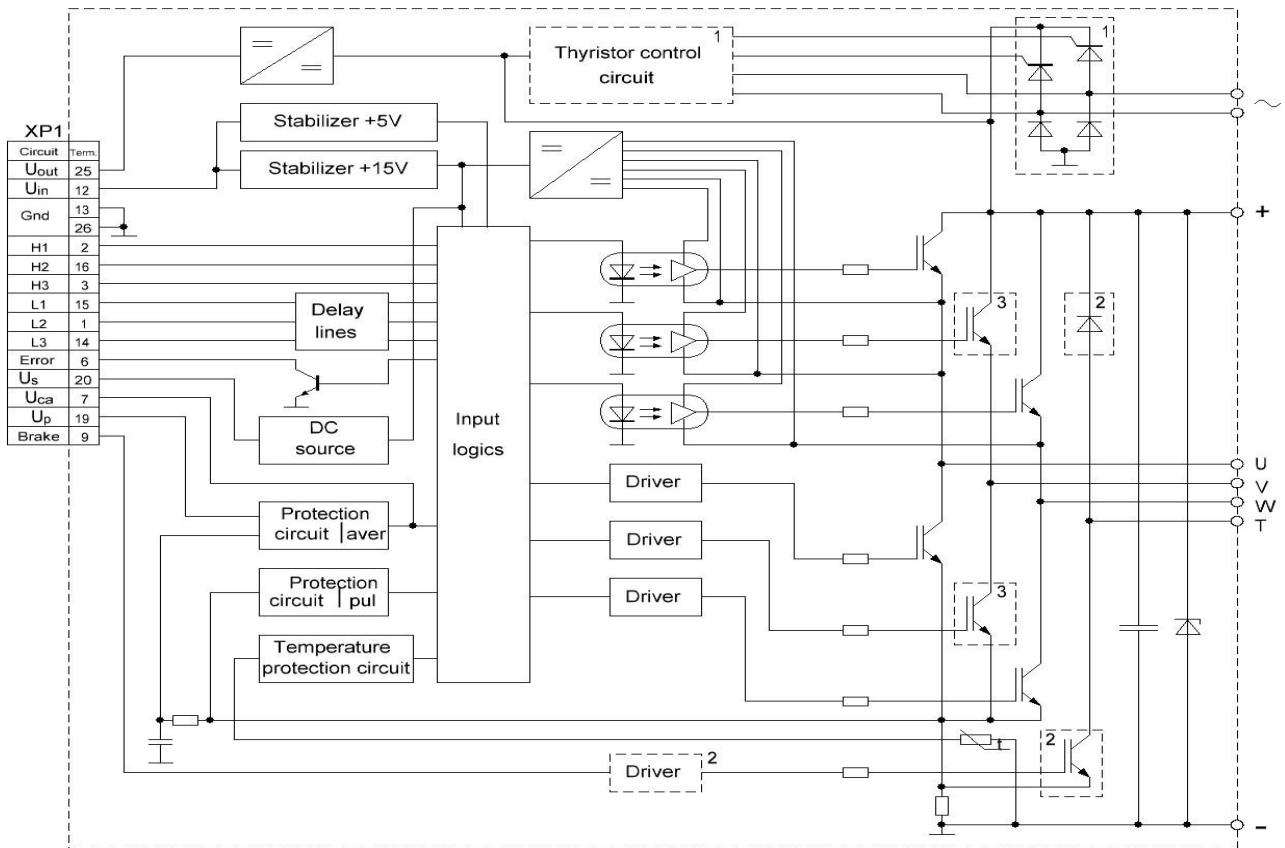 1
Thyristor control
circuit
1
Stabilizer +5V
Stabilizer +15V
XP1
Circuit Term.
Uout 25
Uin 12
Gnd 13
26
H1 2
H2 16
H3 3
L1 15
L2 1
L3 14
Error 6
Us 20
Uca 7
Up 19
Brake 9
+
Delay
lines
3
2
DC
source
Input
logics
U
V
W
T
Driver
Protection
circuit Iaver
Driver
Protection
circuit I pul
Driver
3
Temperature
protection circuit
t
2
Driver
2
-